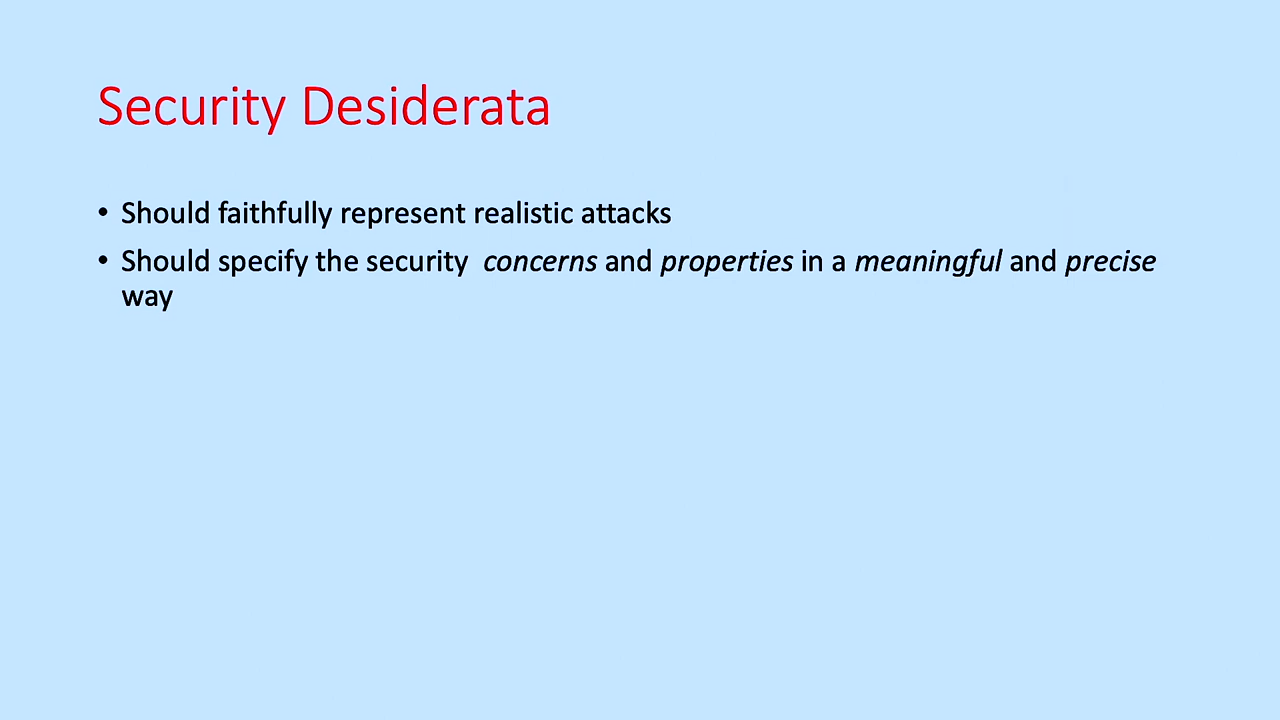 Security Desiderata
• Should faithfully represent realistic attacks
• Should specify the security concerns and properties in a meaningful and precise
way